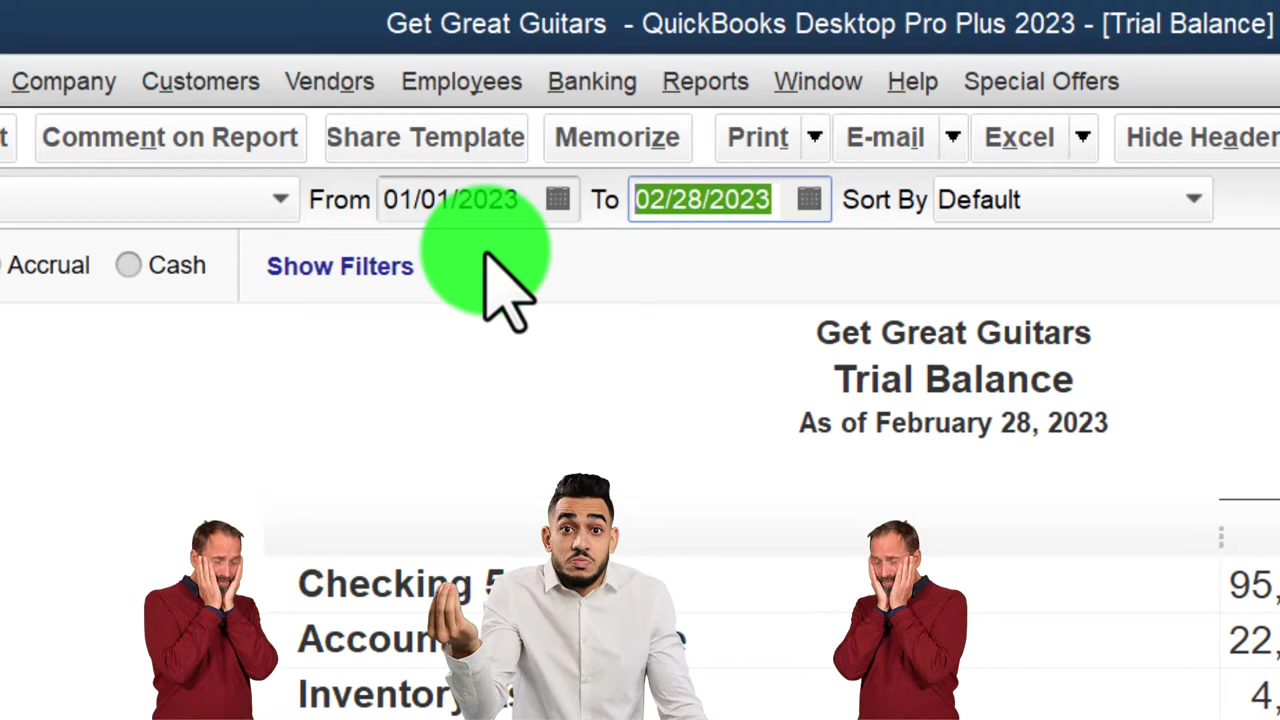 Get Great Guitars - QuickBooks Desktop Pro Plus 2023 - [Trial Balance]
Company Customers Vendors Employees Banking Reports Window Help Special Offers
Comment on Report Share Template Memorize Print E-mail Excel Hide Header
From 01/01/2023 To 02/28/2023 Sort By Default
Accrual Cash Show Filters
Get Great Guitars
Trial Balance
As of February 28, 2023
Checking 95,
22,
4,